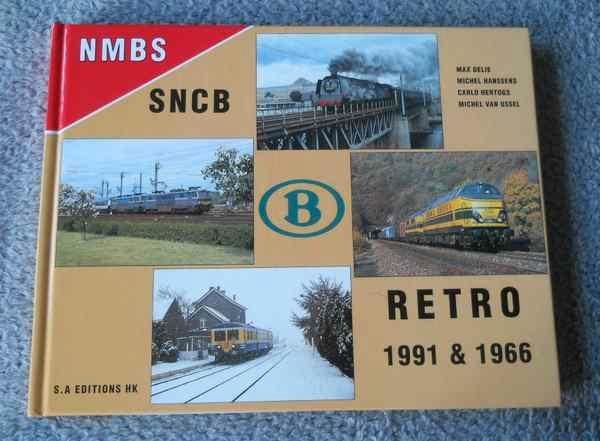 NMBS
SNCB
MAX DELIE
MICHEL HANSSENS
CARLO HERTOGS
MICHEL VAN USSEL
B
RETRO
1991 & 1966
S.A EDITIONS HK